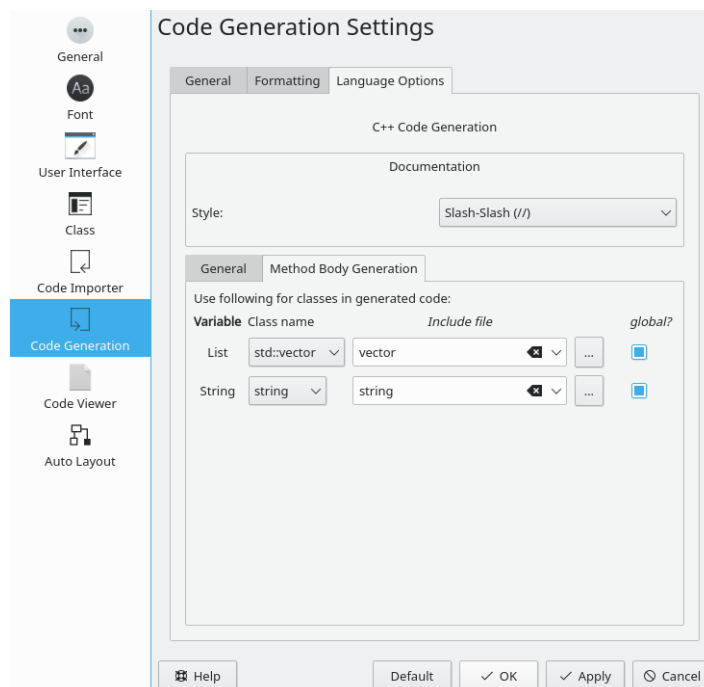 Code Generation Settings
General
Aa
Font
User Interface
Class
Code Importer
Code Generation
Code Viewer
Auto Layout
General Formatting Language Options
C++ Code Generation
Documentation
Style: Slash-Slash (//)
General Method Body Generation
Use following for classes in generated code:
Variable Class name Include file global?
List std::vector vector ...
String string string ...
Help Default OK Apply Cancel